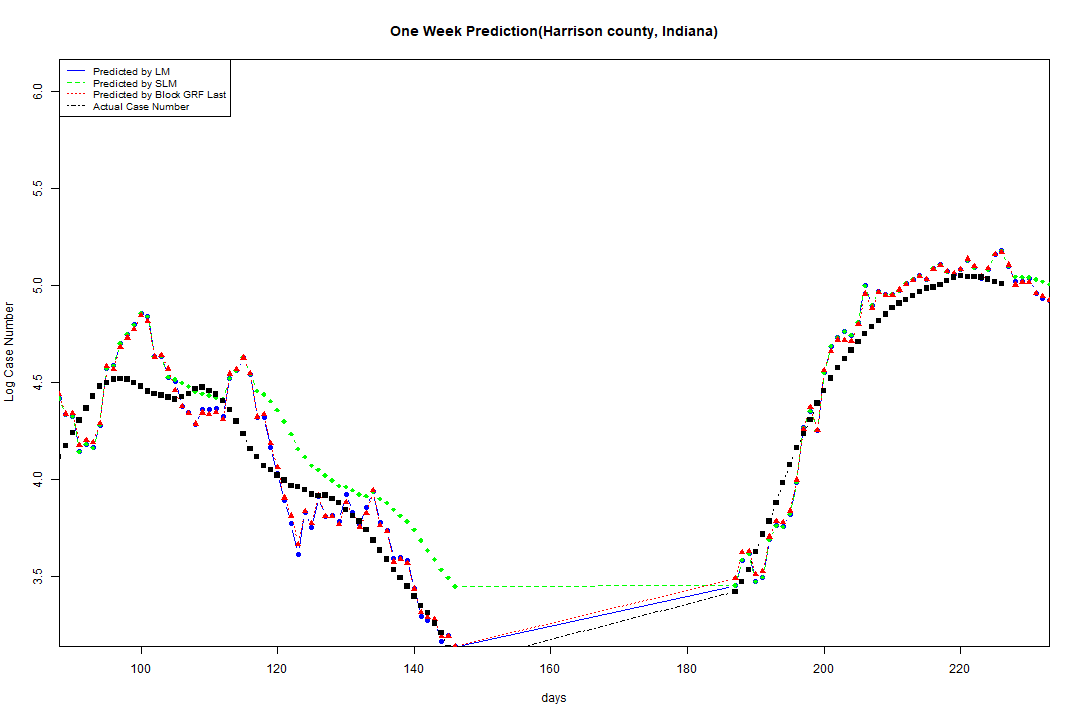 One Week Prediction(Harrison county, Indiana)
Predicted by LM
Predicted by SLM
Predicted by Block GRF Last
Actual Case Number
6.0
5.5
5.0
4.5
4.0
3.5
Log Case Number
100 120 140 160 180 200 220
days